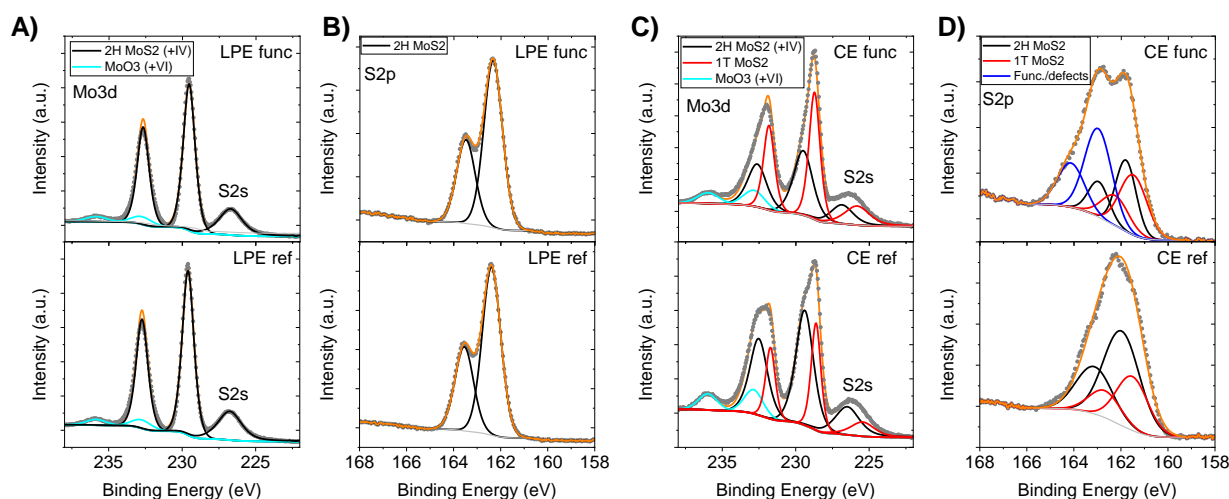 A)
2H MoS2 (+IV)
MoO3 (+VI)
LPE func
Mo3d
S2s
Intensity (a.u.)
LPE ref
S2s
Intensity (a.u.)
235 230 225
Binding Energy (eV)
B)
2H MoS2
LPE func
S2p
Intensity (a.u.)
LPE ref
Intensity (a.u.)
168 166 164 162 160 158
Binding Energy (eV)
C)
2H MoS2 (+IV)
1T MoS2
MoO3 (+VI)
CE func
Mo3d
S2s
Intensity (a.u.)
CE ref
S2s
Intensity (a.u.)
235 230 225
Binding Energy (eV)
D)
2H MoS2
1T MoS2
Func./defects
CE func
S2p
Intensity (a.u.)
CE ref
Intensity (a.u.)
168 166 164 162 160 158
Binding Energy (eV)